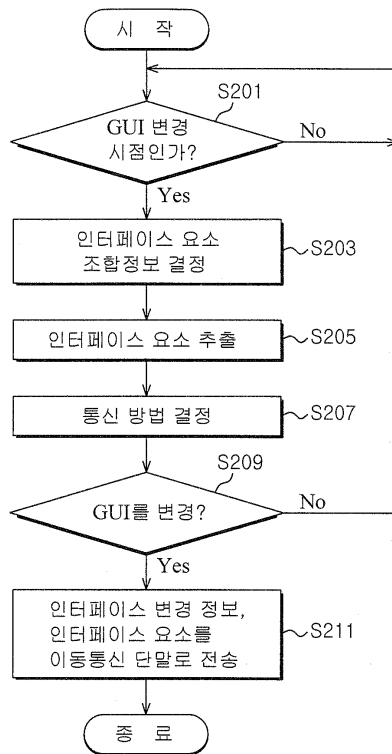 시 작
S201
GUI 변경
시점인가?
No
Yes
인터페이스 요소
조합정보 결정
S203
인터페이스 요소 추출
S205
통신 방법 결정
S207
S209
GUI를 변경?
No
Yes
인터페이스 변경 정보,
인터페이스 요소를
이동통신 단말로 전송
S211
종 료